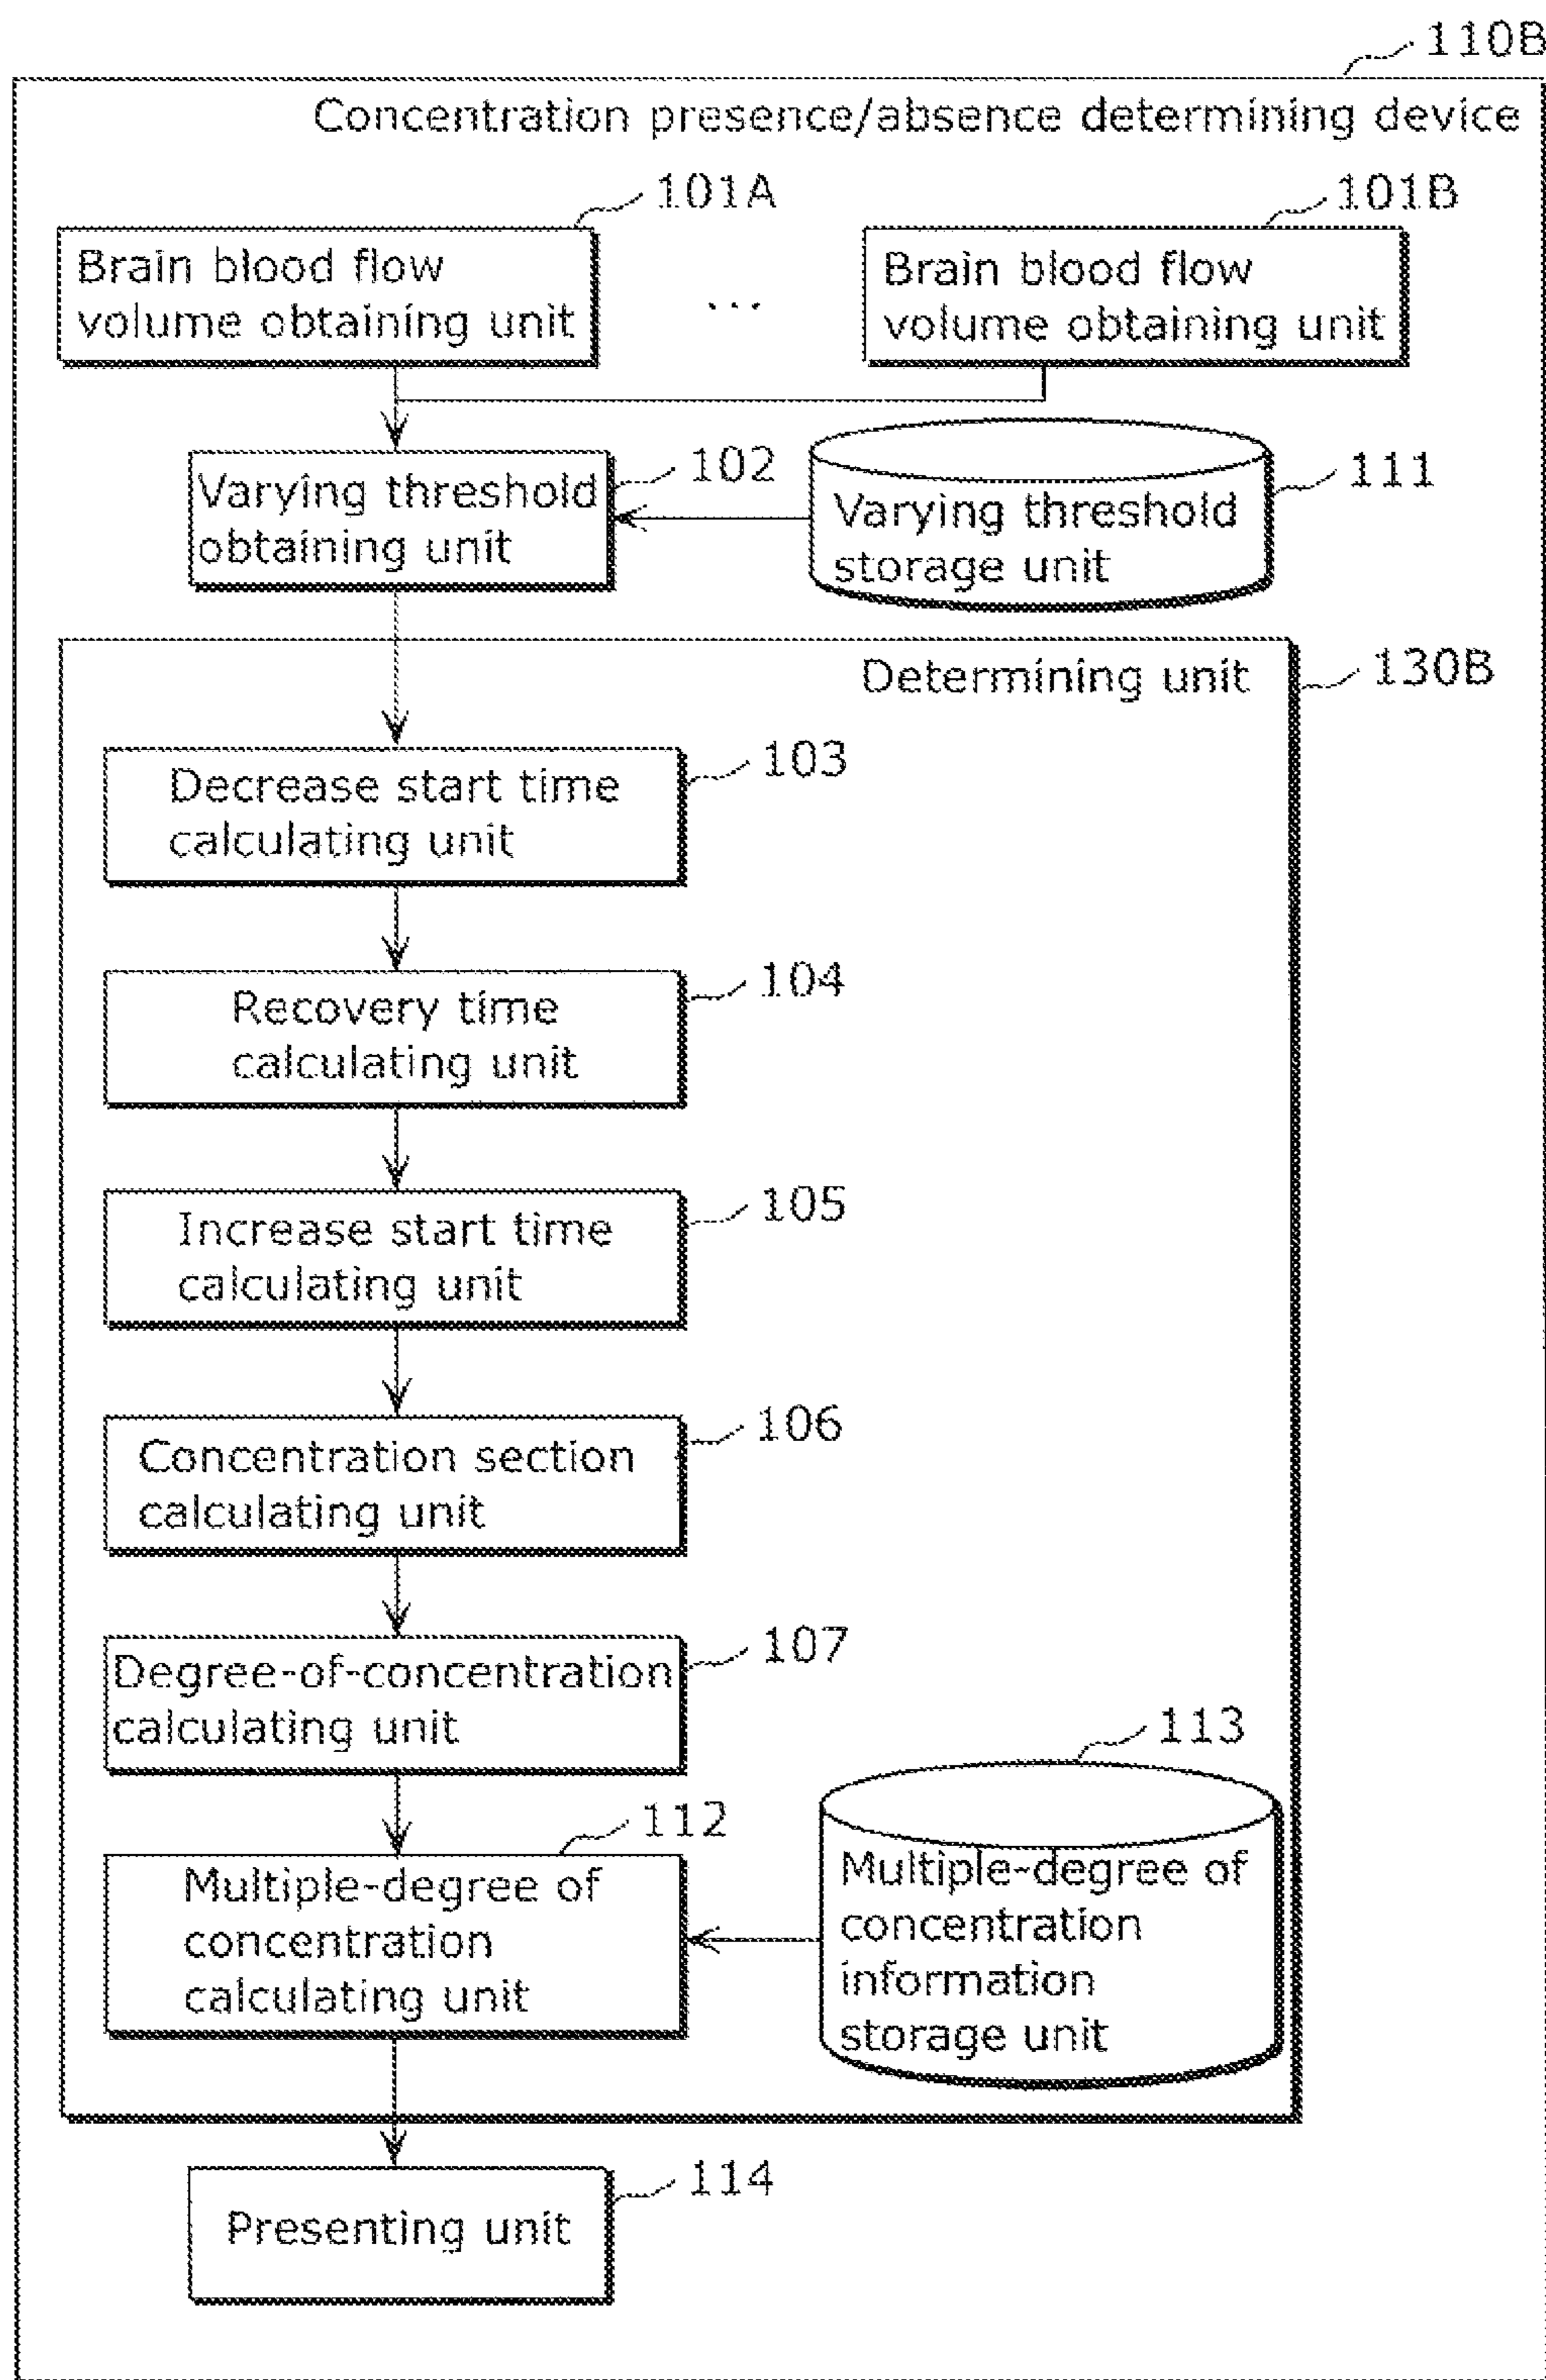 110B
Concentration presence/absence determining device
101A
101B
Brain blood flow
volume obtaining unit
...
Brain blood flow
volume obtaining unit
102
111
Varying threshold
obtaining unit
Varying threshold
storage unit
130B
Determining unit
103
Decrease start time
calculating unit
104
Recovery time
calculating unit
105
Increase start time
calculating unit
106
Concentration section
calculating unit
107
Degree-of-concentration
calculating unit
113
112
Multiple-degree of
concentration
calculating unit
Multiple-degree of
concentration
information
storage unit
114
Presenting unit